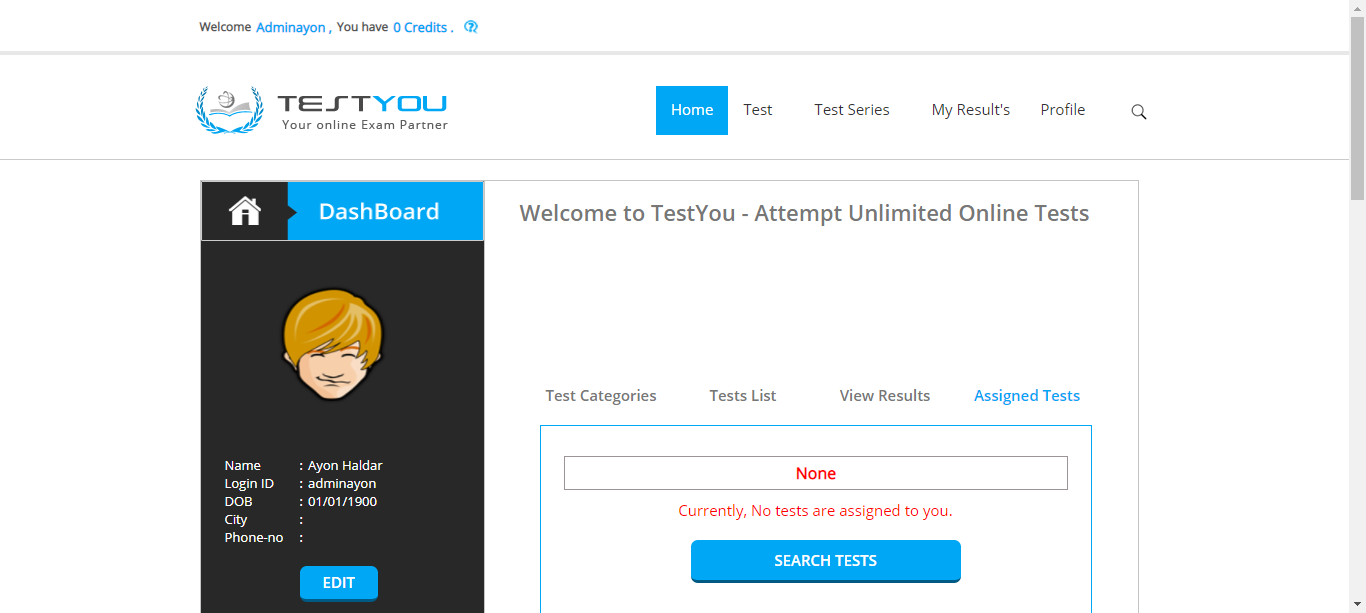 Welcome Adminayon , You have 0 Credits .
TESTYOU
Your online Exam Partner
Home Test Test Series My Result's Profile
DashBoard
Welcome to TestYou - Attempt Unlimited Online Tests
Test Categories Tests List View Results Assigned Tests
None
Currently, No tests are assigned to you.
SEARCH TESTS
Name : Ayon Haldar
Login ID : adminayon
DOB : 01/01/1900
City :
Phone-no :
EDIT